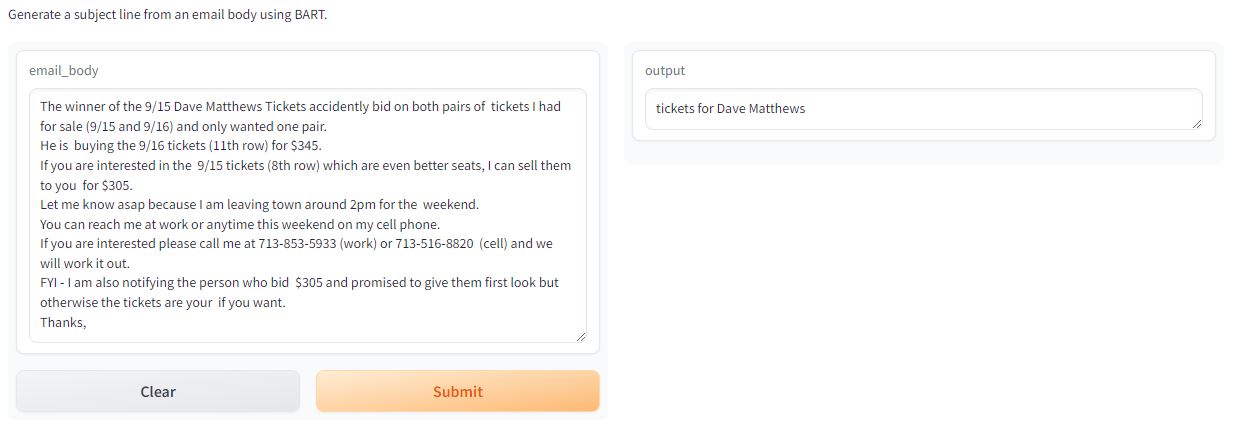 Generate a subject line from an email body using BART.
email_body
The winner of the 9/15 Dave Matthews Tickets accidently bid on both pairs of  tickets I had
for sale (9/15 and 9/16) and only wanted one pair.
He is  buying the 9/16 tickets (11th row) for $345.
If you are interested in the  9/15 tickets (8th row) which are even better seats, I can sell them
to you  for $305.
Let me know asap because I am leaving town around 2pm for the  weekend.
You can reach me at work or anytime this weekend on my cell phone.
If you are interested please call me at 713-853-5933 (work) or 713-516-8820  (cell) and we
will work it out.
FYI - I am also notifying the person who bid  $305 and promised to give them first look but
otherwise the tickets are your  if you want.
Thanks,
Clear
Submit
output
tickets for Dave Matthews